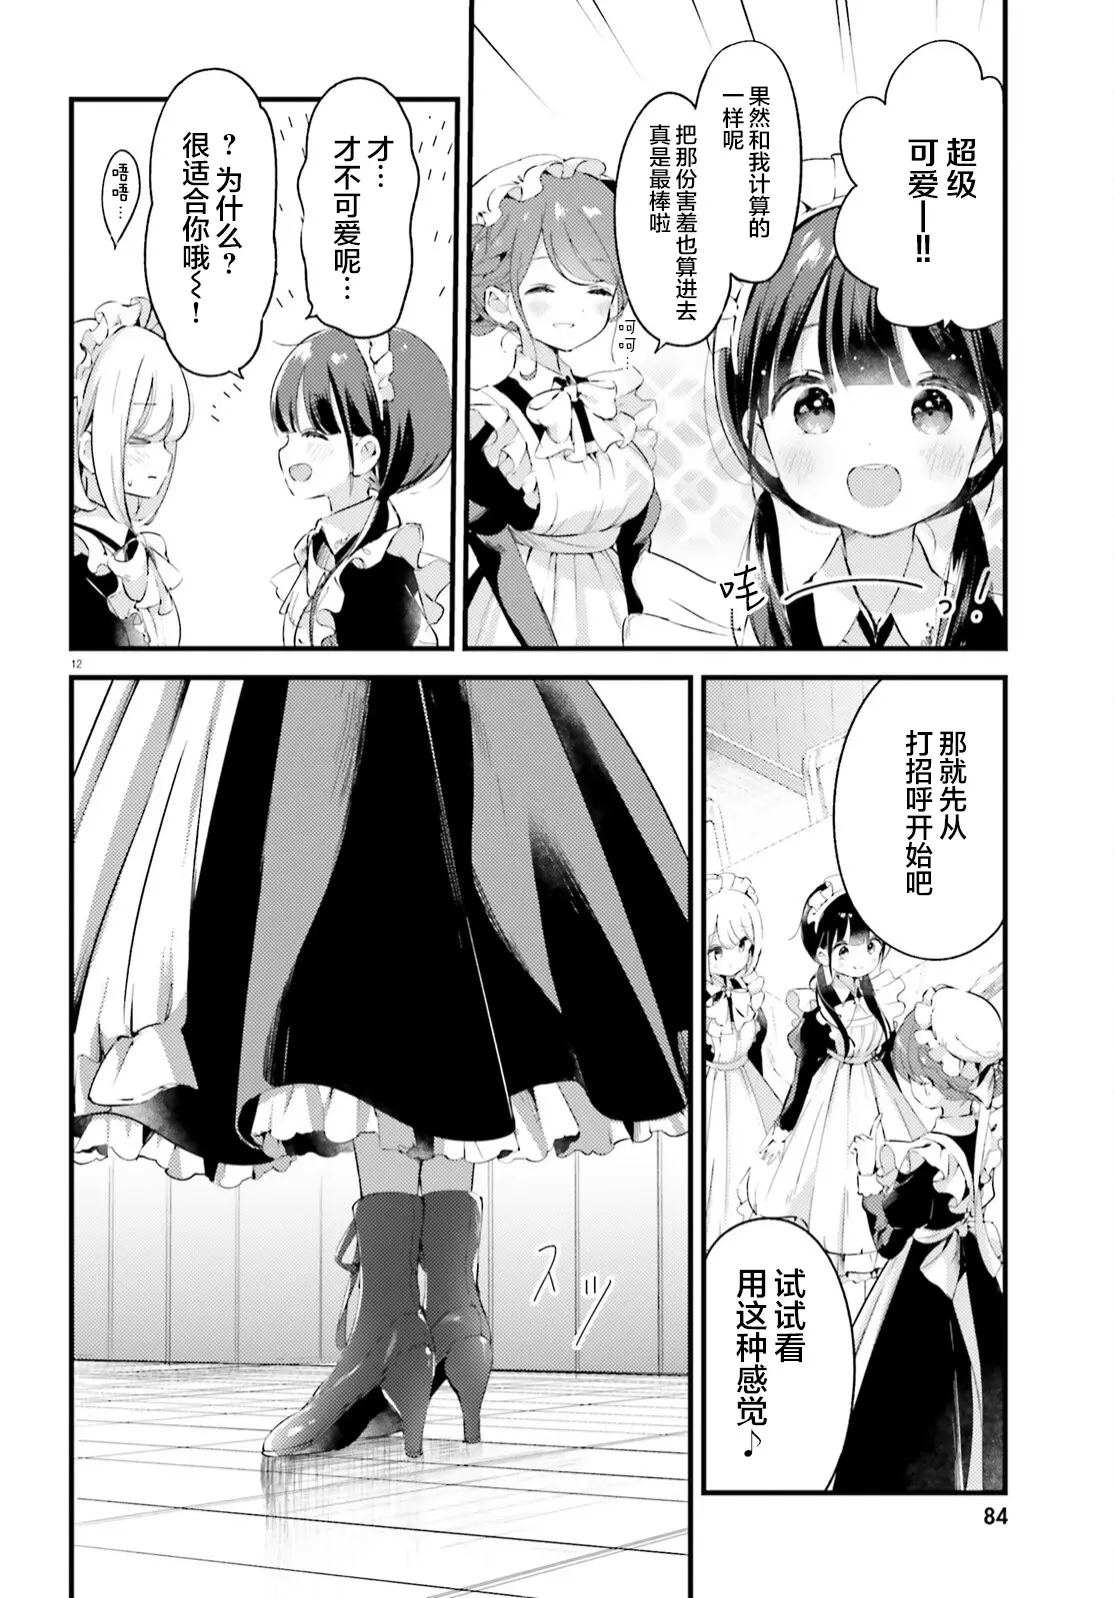 超级
可爱——!!
哇
っ
果然和我计算的
一样呢
把那份害羞也算进去
真是最棒啦
呵
呵…
才…
才不可爱呢…
?为什么?
很适合你哦～!
唔
唔…
12
那就先从
打招呼开始吧
试试看
用这种感觉♪
スッ
84